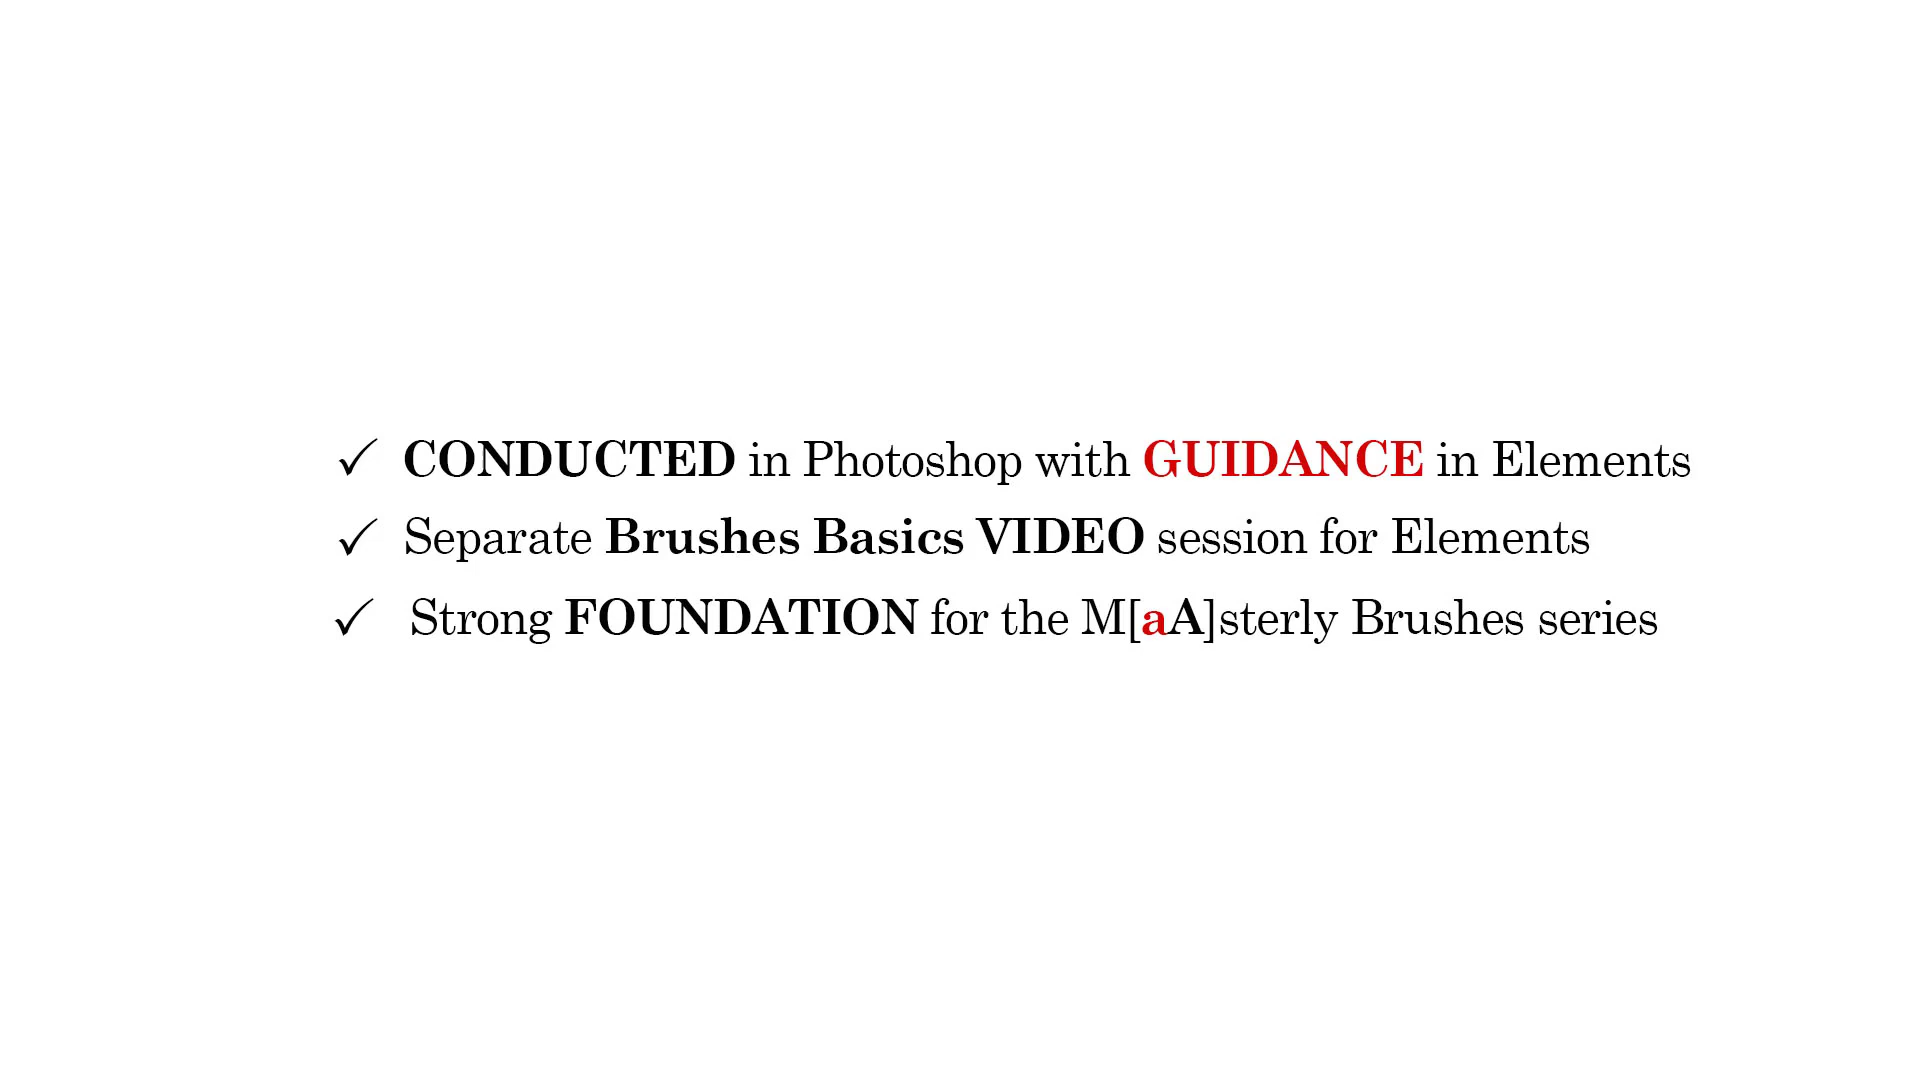 ✓ CONDUCTED in Photoshop with GUIDANCE in Elements
✓ Separate Brushes Basics VIDEO session for Elements
✓ Strong FOUNDATION for the M[aA]sterly Brushes series